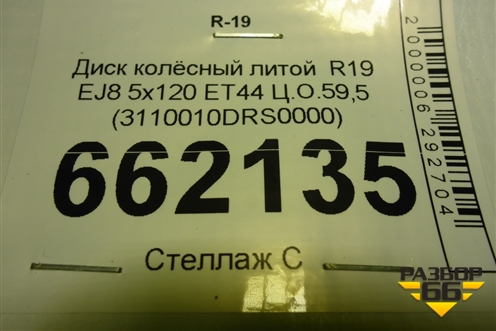 R-19
Диск колёсный литой R19
EJ8 5x120 ET44 Ц.О.59,5
(3110010DRS0000)
662135
Стеллаж С
2000006292704
РАЗБОР
66